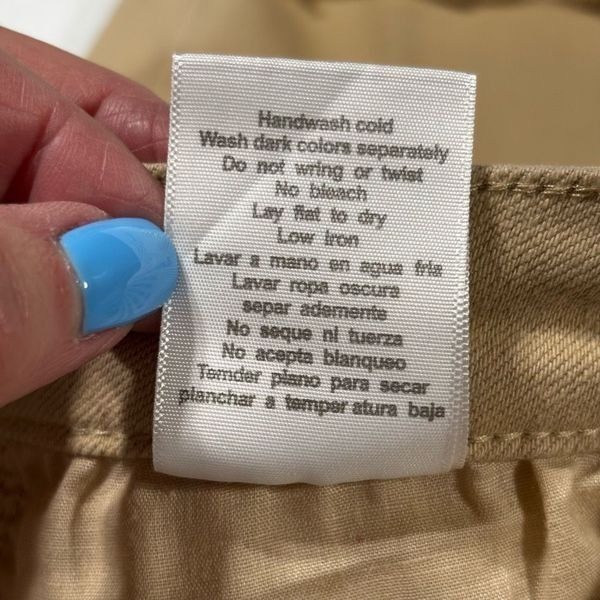 Handwash cold
Wash dark colors separately
Do not wring or twist
No bleach
Lay flat to dry
Low iron
Lavar a mano en agua fria
Lavar ropa oscura
separ ademente
No seque ni tuerza
No acepta blanqueo
Temder plano para secar
planchar a temper atura baja